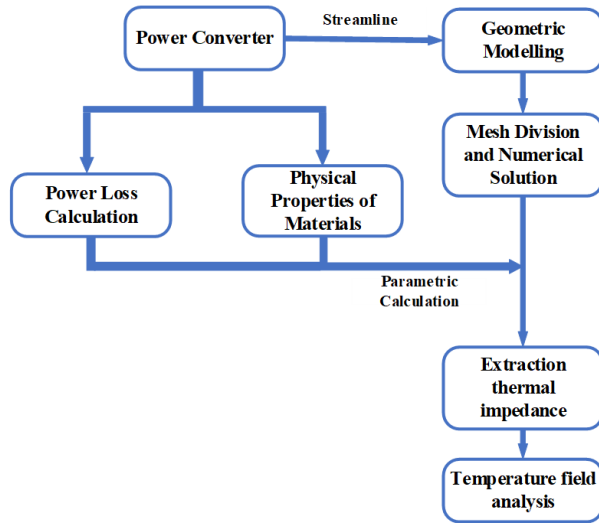 Power Converter
Streamline
Geometric
Modelling
Mesh Division
and Numerical
Solution
Power Loss
Calculation
Physical
Properties of
Materials
Parametric
Calculation
Extraction
thermal
impedance
Temperature field
analysis